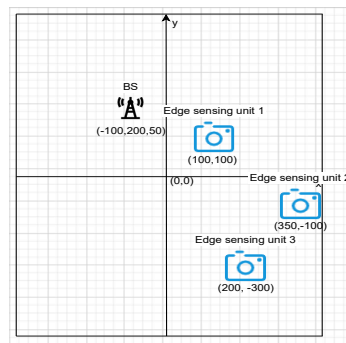 y
BS
Edge sensing unit 1
(-100,200,50)
(100,100)
(0,0)
Edge sensing unit 2
x
(350,-100)
Edge sensing unit 3
(200, -300)